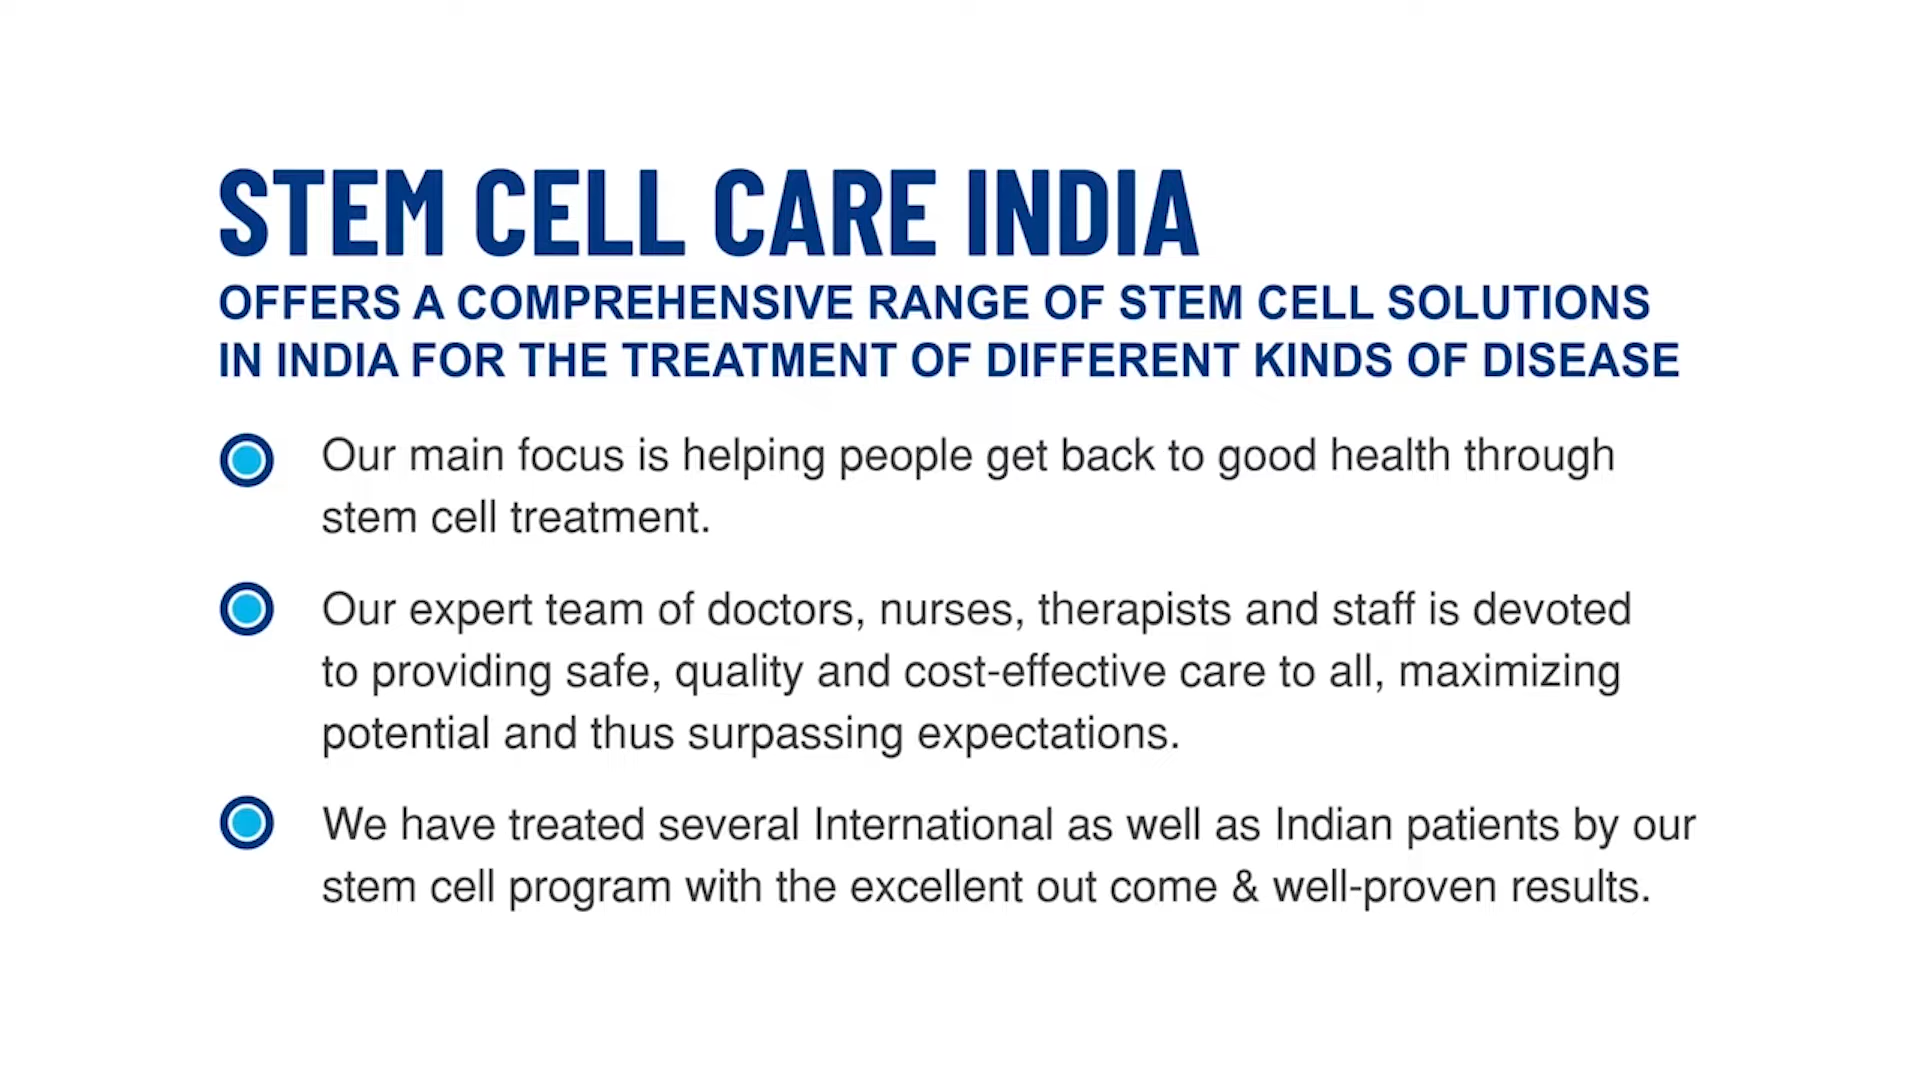 STEM CELL CARE INDIA
OFFERS A COMPREHENSIVE RANGE OF STEM CELL SOLUTIONS
IN INDIA FOR THE TREATMENT OF DIFFERENT KINDS OF DISEASE
Our main focus is helping people get back to good health through
stem cell treatment.
Our expert team of doctors, nurses, therapists and staff is devoted
to providing safe, quality and cost-effective care to all, maximizing
potential and thus surpassing expectations.
We have treated several International as well as Indian patients by our
stem cell program with the excellent out come & well-proven results.